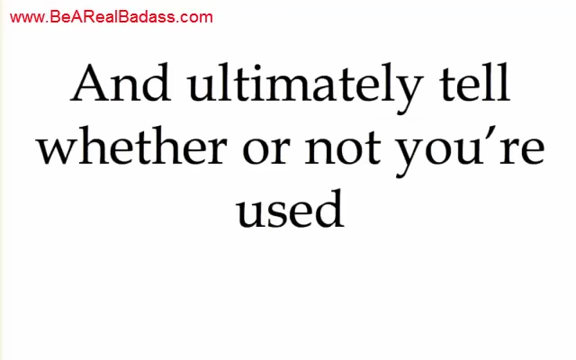 www.BeARealBadass.com
And ultimately tell
whether or not you’re
used